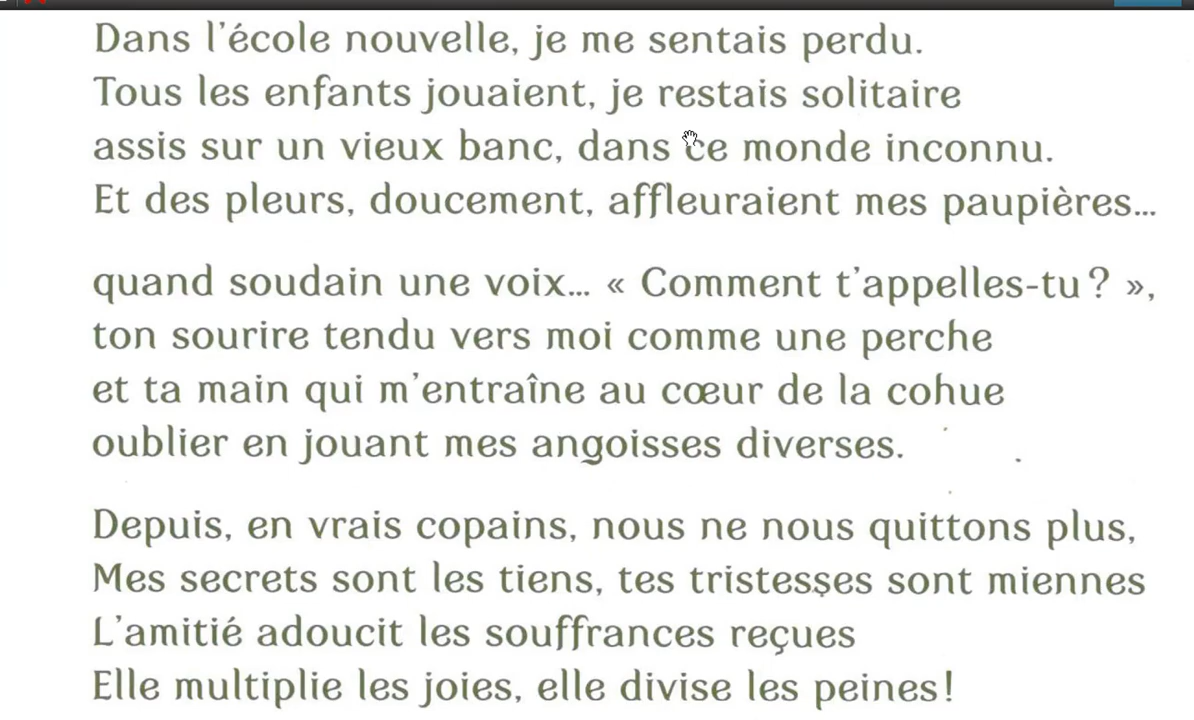 Dans l'école nouvelle, je me sentais perdu.
Tous les enfants jouaient, je restais solitaire
assis sur un vieux banc, dans ce monde inconnu.
Et des pleurs, doucement, affleuraient mes paupières...
quand soudain une voix... « Comment t'appelles-tu ? »,
ton sourire tendu vers moi comme une perche
et ta main qui m'entraîne au cœur de la cohue
oublier en jouant mes angoisses diverses.
Depuis, en vrais copains, nous ne nous quittons plus,
Mes secrets sont les tiens, tes tristesses sont miennes
L'amitié adoucit les souffrances reçues
Elle multiplie les joies, elle divise les peines !